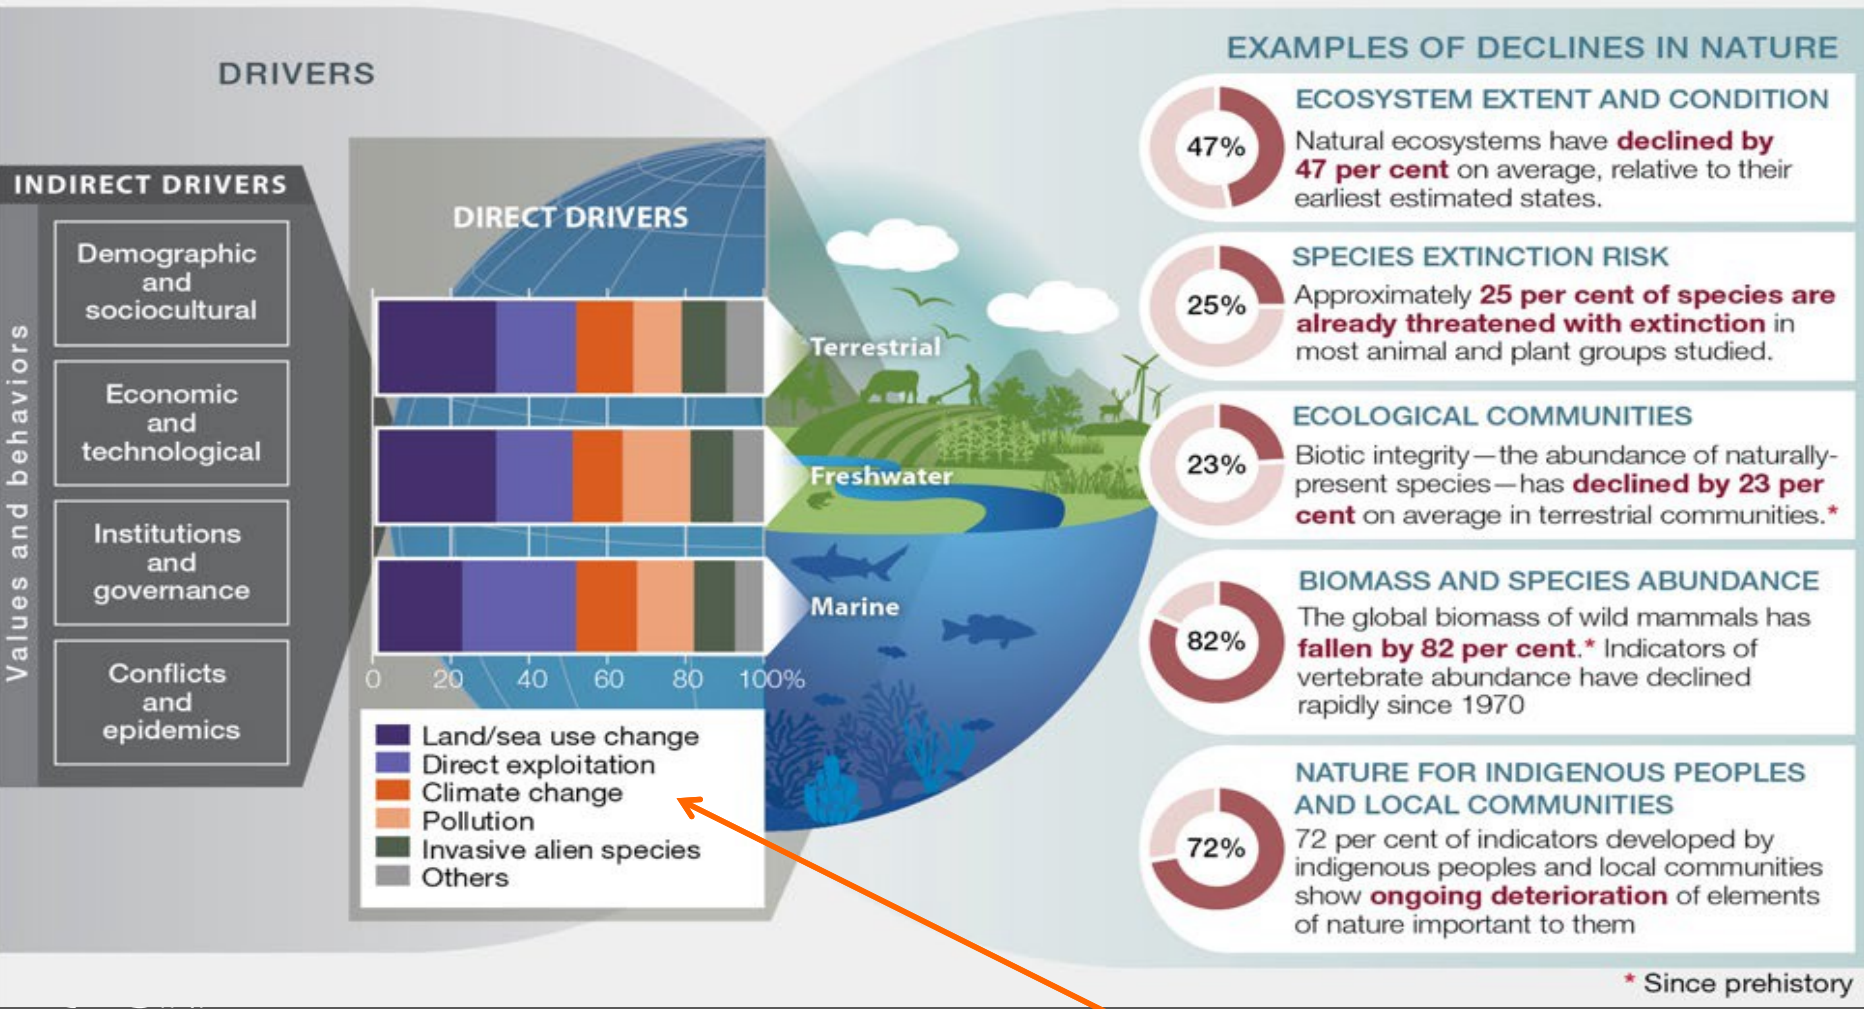 DRIVERS
INDIRECT DRIVERS
Values and behaviors
Demographic
and
sociocultural
Economic
and
technological
Institutions
and
governance
Conflicts
and
epidemics
DIRECT DRIVERS
Terrestrial
Freshwater
Marine
0 20 40 60 80 100%
Land/sea use change
Direct exploitation
Climate change
Pollution
Invasive alien species
Others
EXAMPLES OF DECLINES IN NATURE
47%
ECOSYSTEM EXTENT AND CONDITION
Natural ecosystems have declined by
47 per cent on average, relative to their
earliest estimated states.
25%
SPECIES EXTINCTION RISK
Approximately 25 per cent of species are
already threatened with extinction in
most animal and plant groups studied.
23%
ECOLOGICAL COMMUNITIES
Biotic integrity—the abundance of naturally-
present species—has declined by 23 per
cent on average in terrestrial communities.*
82%
BIOMASS AND SPECIES ABUNDANCE
The global biomass of wild mammals has
fallen by 82 per cent.* Indicators of
vertebrate abundance have declined
rapidly since 1970
72%
NATURE FOR INDIGENOUS PEOPLES
AND LOCAL COMMUNITIES
72 per cent of indicators developed by
indigenous peoples and local communities
show ongoing deterioration of elements
of nature important to them
* Since prehistory